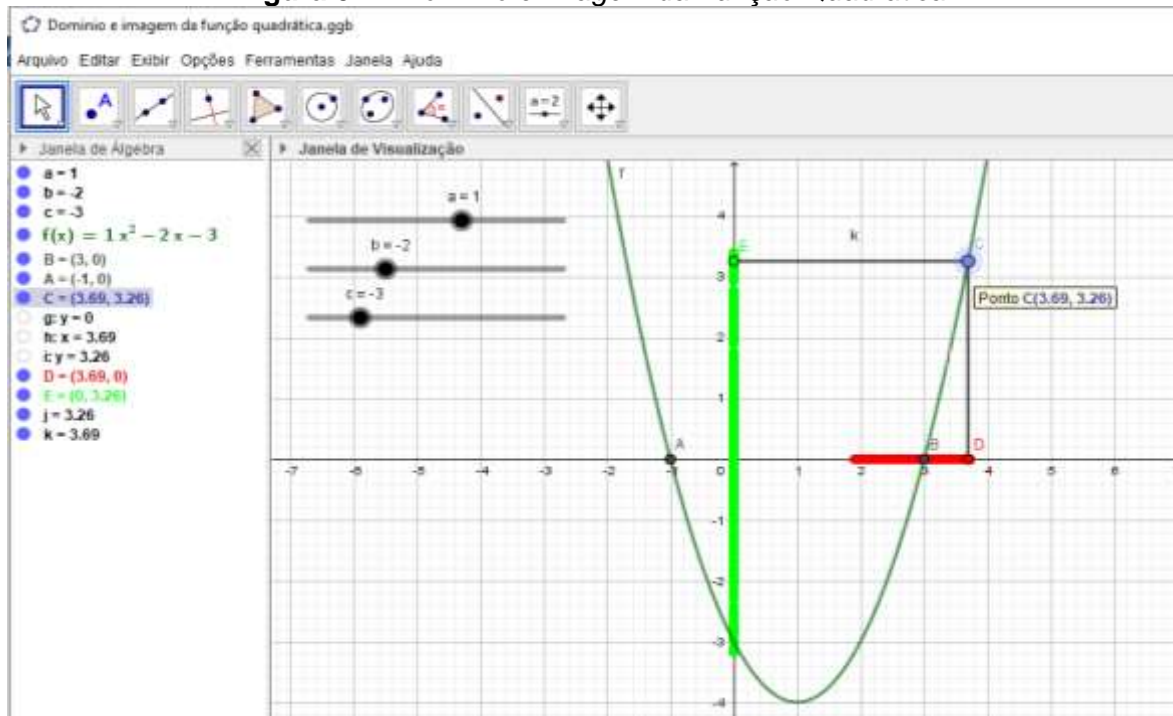 Dominio e imagem da função quadrática.ggb
Arquivo Editar Exibir Opções Ferramentas Janela Ajuda
A
a=2
Janela de Álgebra
Janela de Visualização
a = 1
b = -2
c = -3
f(x) = 1 x² − 2 x − 3
B = (3, 0)
A = (-1, 0)
C = (3.69, 3.26)
g: y = 0
h: x = 3.69
i: y = 3.26
D = (3.69, 0)
E = (0, 3.26)
j = 3.26
k = 3.69
a = 1
b = -2
c = -3
f
k
E
C
Ponto C(3.69, 3.26)
j
A
B
D
4
3
2
1
-7 -6 -5 -4 -3 -2 -1 0 1 2 3 4 5 6
-1
-2
-3
-4